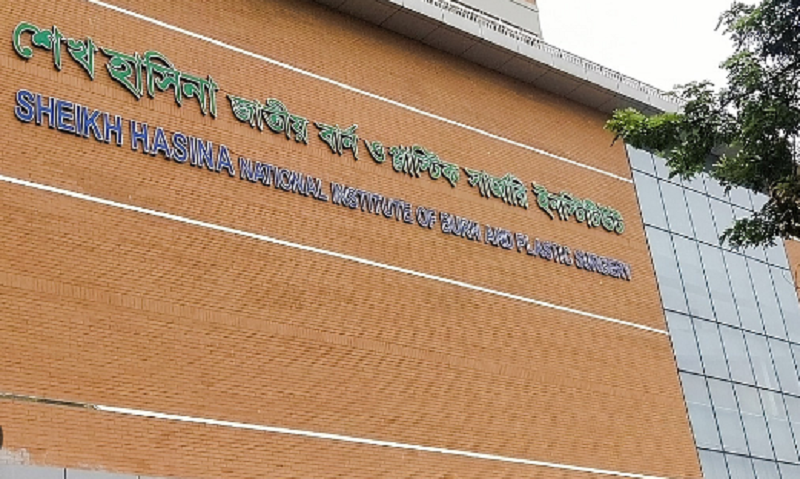 শেখ হাসিনা জাতীয় বার্ন ও প্লাস্টিক সার্জারি ইনস্টিটিউট
SHEIKH HASINA NATIONAL INSTITUTE OF BURN AND PLASTIC SURGERY